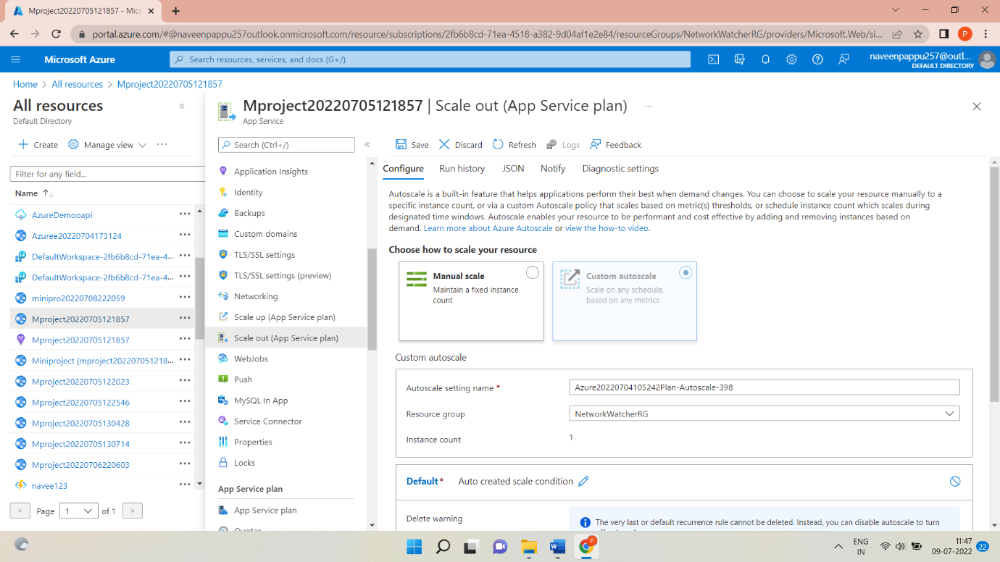 Mproject20220705121857 - Micr
portal.azure.com/#@naveenpappu257outlook.onmicrosoft.com/resource/subscriptions/2fb6b8cd-71ea-4518-a382-9d04af1e2e84/resourceGroups/NetworkWatcherRG/providers/Microsoft.Web/si...
P
Microsoft Azure
Search resources, services, and docs (G+/)
naveenpappu257@outl...
DEFAULT DIRECTORY
Home > All resources > Mproject20220705121857
All resources
Default Directory
Create
Manage view
Filter for any field...
Name
AzureDemooapi
Azuree20220704173124
DefaultWorkspace-2fb6b8cd-71ea-4...
DefaultWorkspace-2fb6b8cd-71ea-4...
minipro20220708222059
Mproject20220705121857
Mproject20220705121857
Miniproject (mproject202207051218...
Mproject20220705122023
Mproject20220705122546
Mproject20220705130428
Mproject20220705130714
Mproject20220706220603
navee123
< Page 1 of 1 >
Mproject20220705121857 | Scale out (App Service plan) ...
App Service
Search (Ctrl+/)
Application Insights
Identity
Backups
Custom domains
TLS/SSL settings
TLS/SSL settings (preview)
Networking
Scale up (App Service plan)
Scale out (App Service plan)
WebJobs
Push
MySQL In App
Service Connector
Properties
Locks
App Service plan
App Service plan
Quotas
Save Discard Refresh Logs Feedback
Configure Run history JSON Notify Diagnostic settings
Autoscale is a built-in feature that helps applications perform their best when demand changes. You can choose to scale your resource manually to a
specific instance count, or via a custom Autoscale policy that scales based on metric(s) thresholds, or schedule instance count which scales during
designated time windows. Autoscale enables your resource to be performant and cost effective by adding and removing instances based on
demand. Learn more about Azure Autoscale or view the how-to video.
Choose how to scale your resource
Manual scale
Maintain a fixed instance
count
Custom autoscale
Scale on any schedule,
based on any metrics
Custom autoscale
Autoscale setting name * Azure20220704105242Plan-Autoscale-398
Resource group NetworkWatcherRG
Instance count 1
Default* Auto created scale condition
Delete warning
The very last or default recurrence rule cannot be deleted. Instead, you can disable autoscale to turn
ENG
IN
11:47
09-07-2022
22